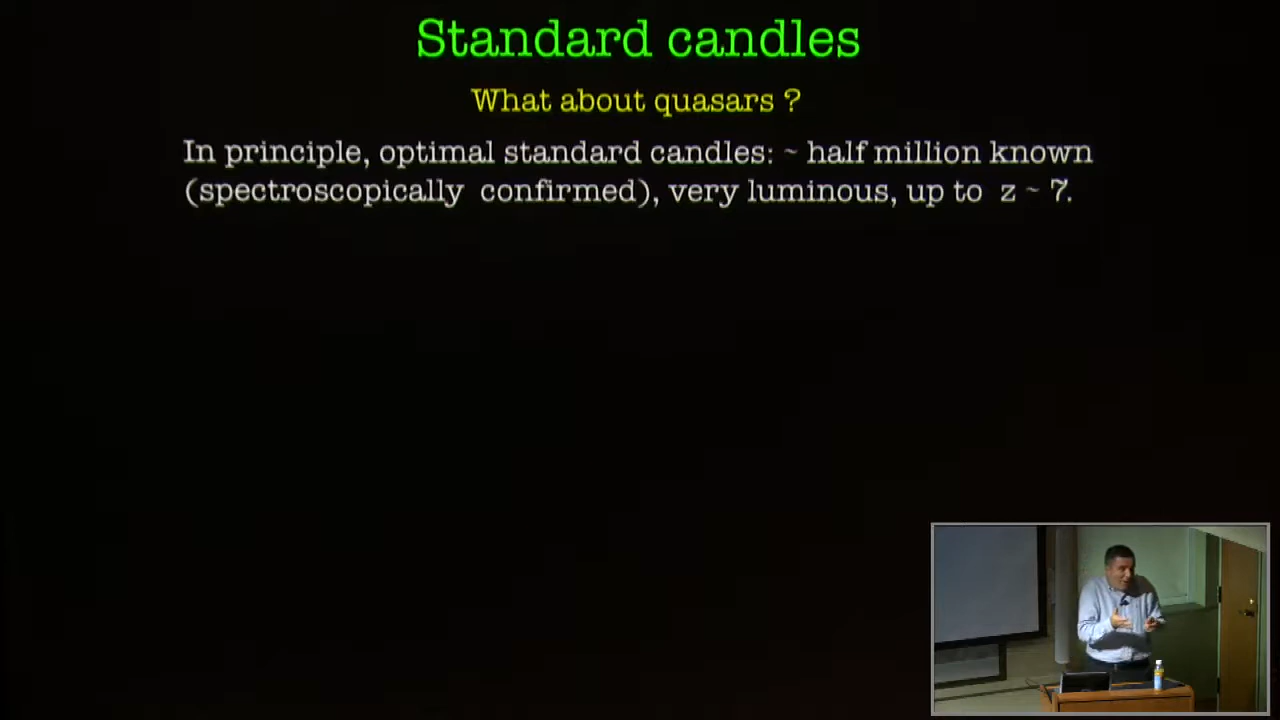 Standard candles
What about quasars ?
In principle, optimal standard candles: ~ half million known
(spectroscopically confirmed), very luminous, up to z ~ 7.